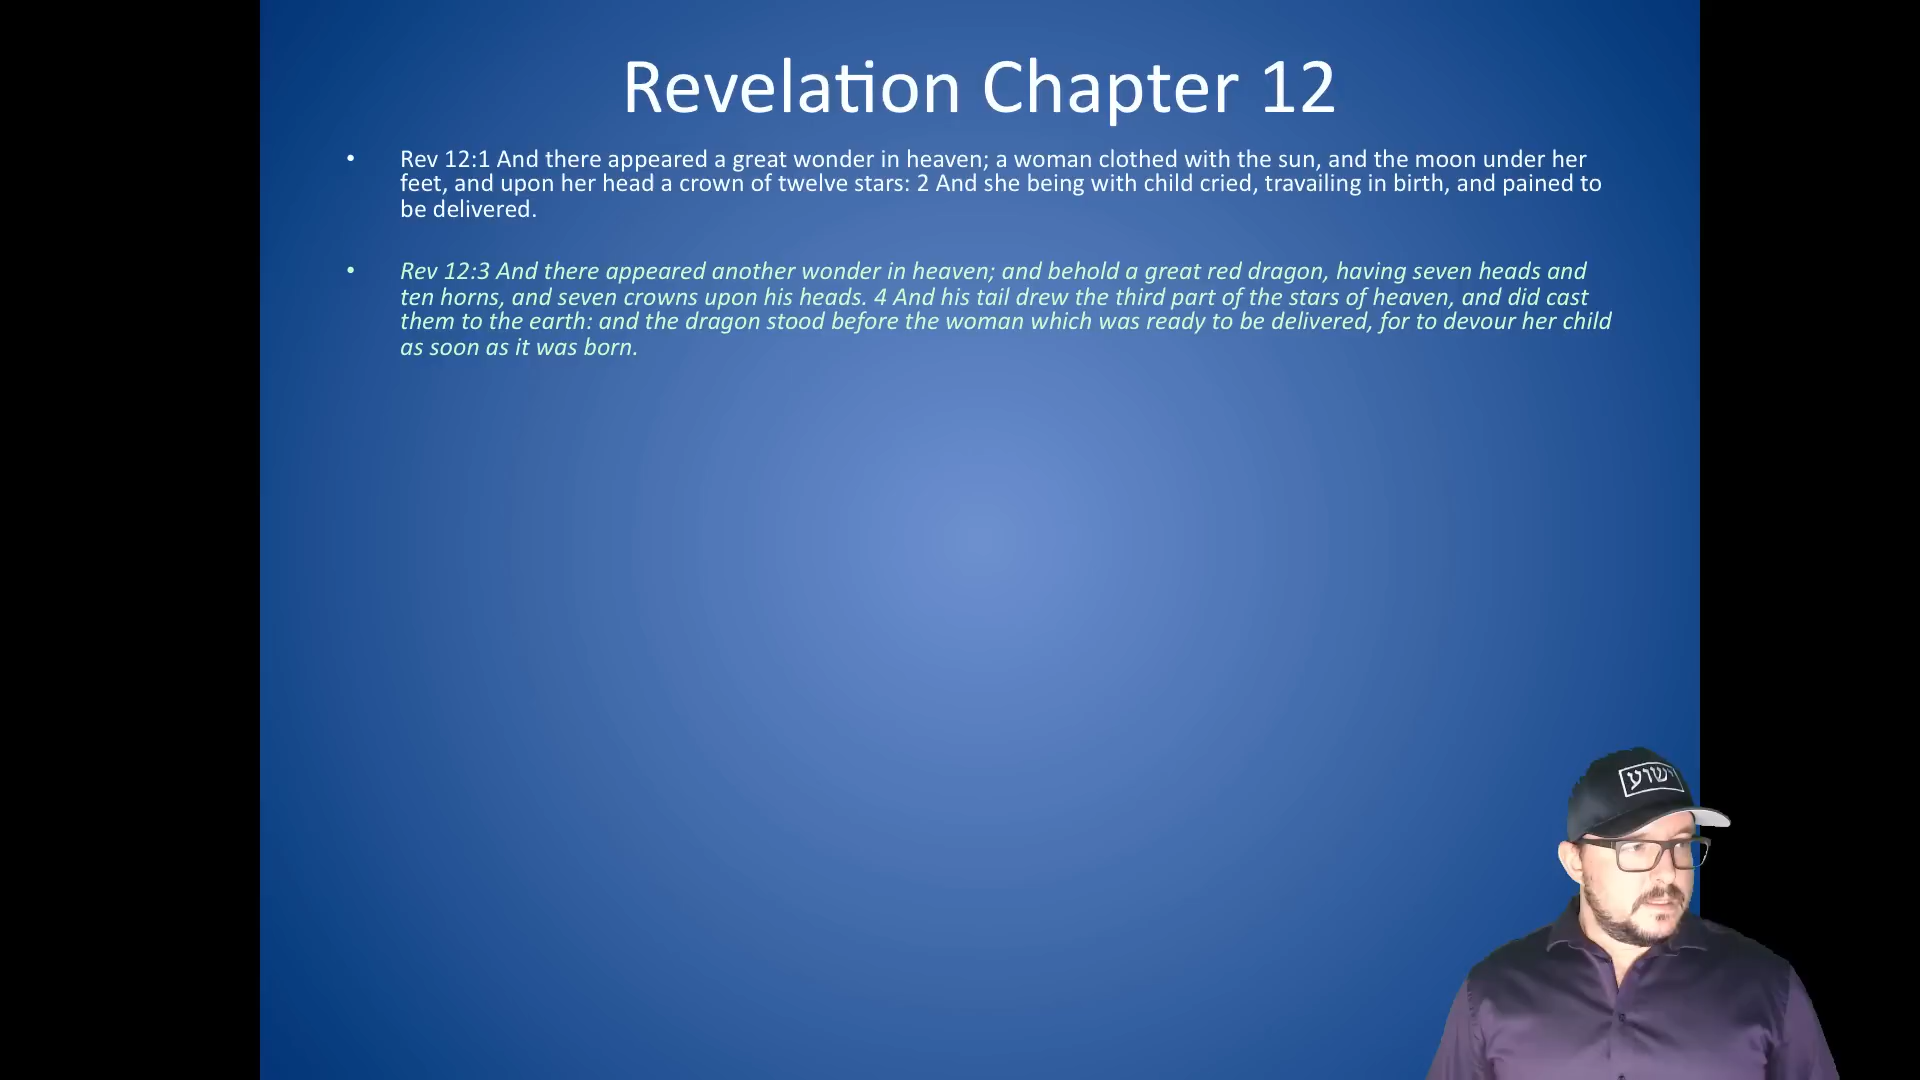 Revelation Chapter 12
• Rev 12:1 And there appeared a great wonder in heaven; a woman clothed with the sun, and the moon under her
feet, and upon her head a crown of twelve stars: 2 And she being with child cried, travailing in birth, and pained to
be delivered.
• Rev 12:3 And there appeared another wonder in heaven; and behold a great red dragon, having seven heads and
ten horns, and seven crowns upon his heads. 4 And his tail drew the third part of the stars of heaven, and did cast
them to the earth: and the dragon stood before the woman which was ready to be delivered, for to devour her child
as soon as it was born.
ישוע